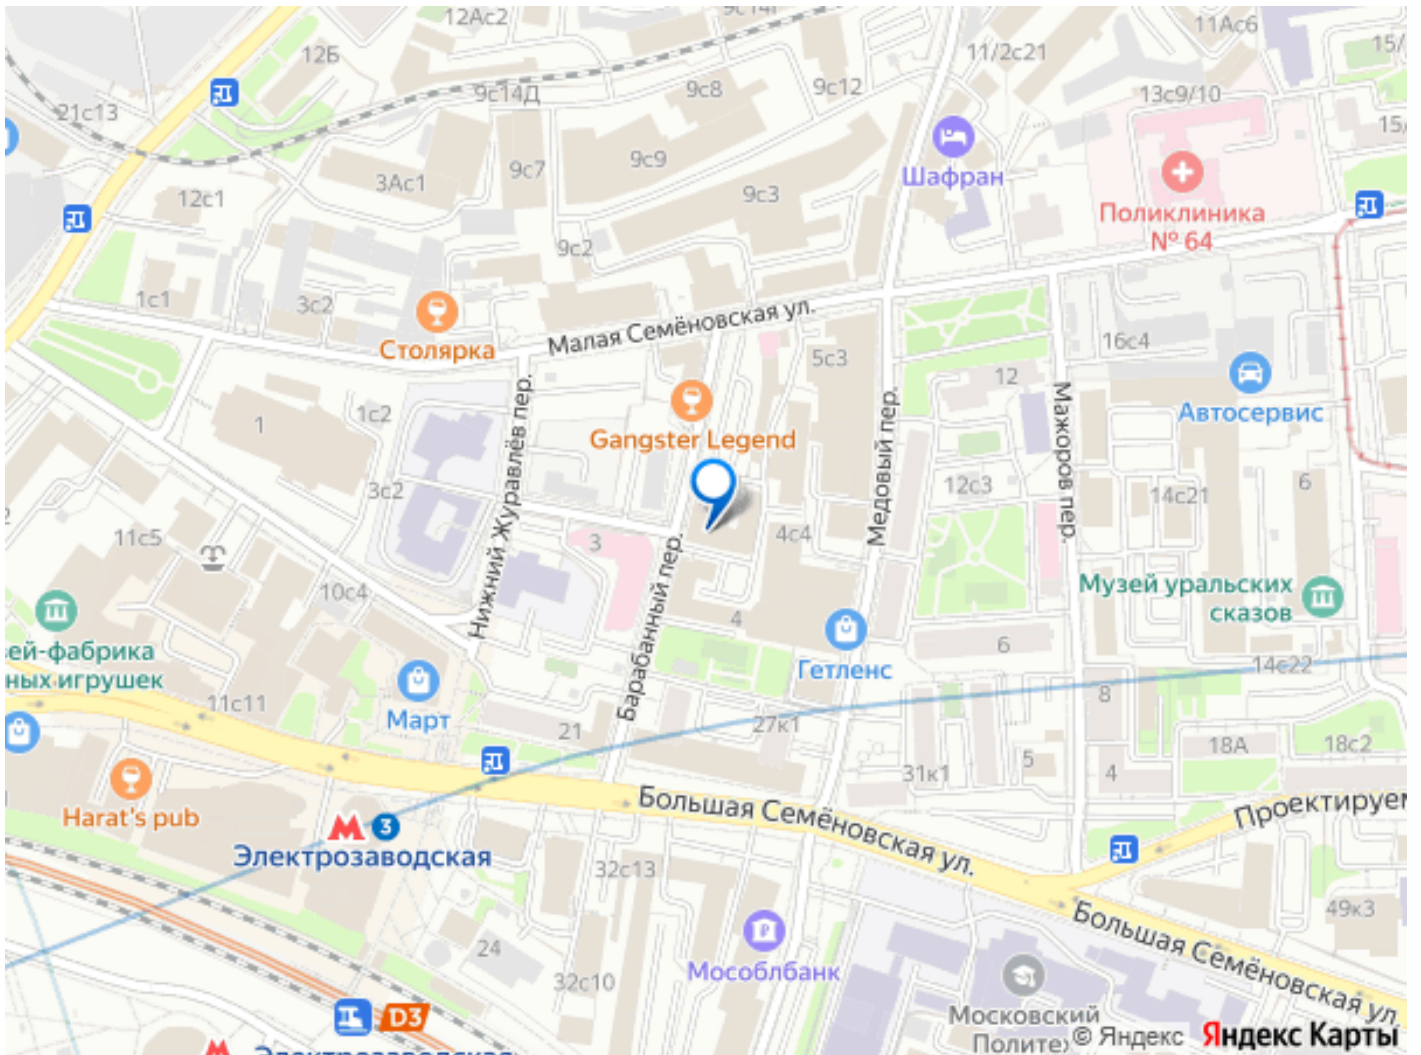 12Ас2
9с14Г
11Ас6
12Б
11/2с21
15/
21с13
9с14Д
9с8
9с12
13с9/10
15/
9с9
9с7
3Ас1
9с3
Шафран
12с1
Поликлиника
№ 64
9с2
1с1
3с2
Малая Семёновская ул.
Столярка
5с3
16с4
12
Автосервис
1с2
1
Gangster Legend
Нижний Журавлёв пер.
Медовый пер.
Мажоров пер.
3с2
12с3
14с21
6
11с5
3
4с4
Барабанный пер.
10с4
4
Музей уральских
сказов
6
Гетленс
ей-фабрика
ных игрушек
14с22
11с11
Март
8
21
27к1
18А
18с2
5
31к1
4
Harat's pub
Большая Семёновская ул.
Проектируем
3
Электрозаводская
32с13
49к3
24
Большая Семёновская ул.
Мособлбанк
32с10
Московский
Политех
D3
Электрозаводская
© Яндекс Яндекс Карты